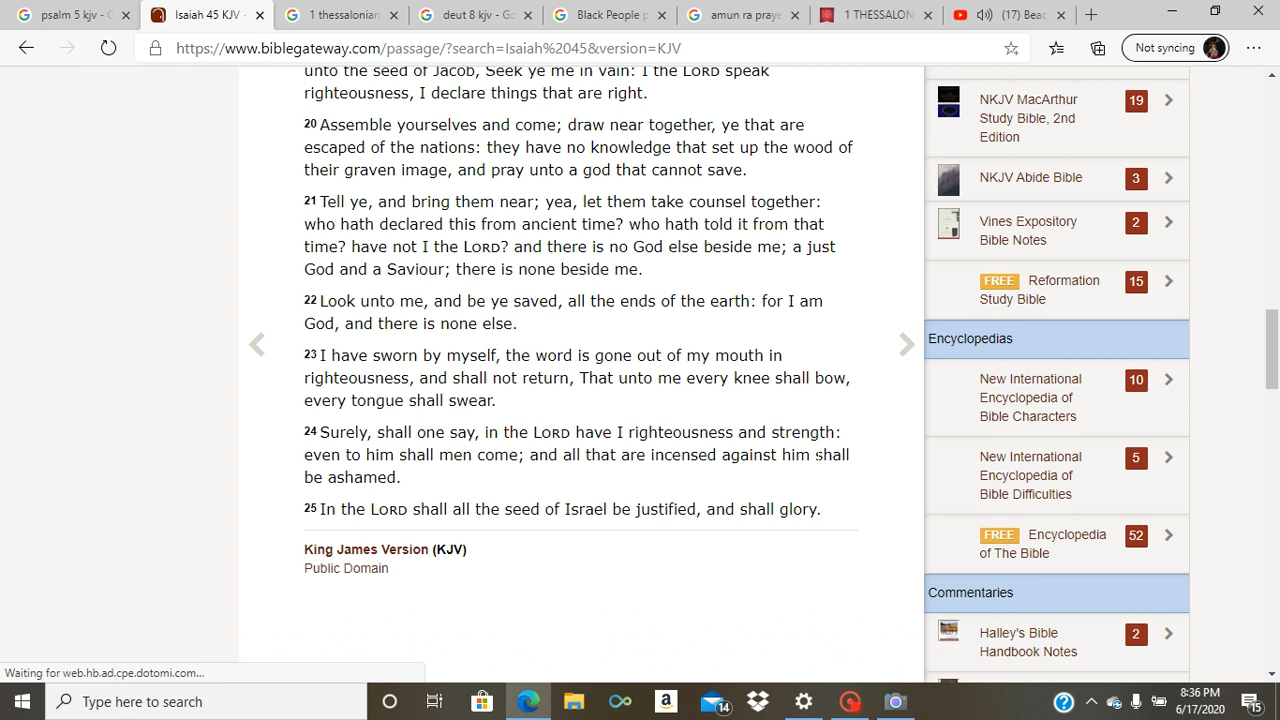 psalm 5 kjv - G
Isaiah 45 KJV -
1 thessalonian
deut 8 kjv - Go
Black People p
amun ra praye
1 THESSALON
(17) Beac
https://www.biblegateway.com/passage/?search=Isaiah%2045&version=KJV
Not syncing
unto the seed of Jacob, Seek ye me in vain: I the LORD speak
righteousness, I declare things that are right.
20 Assemble yourselves and come; draw near together, ye that are
escaped of the nations: they have no knowledge that set up the wood of
their graven image, and pray unto a god that cannot save.
21 Tell ye, and bring them near; yea, let them take counsel together:
who hath declared this from ancient time? who hath told it from that
time? have not I the LORD? and there is no God else beside me; a just
God and a Saviour; there is none beside me.
22 Look unto me, and be ye saved, all the ends of the earth: for I am
God, and there is none else.
23 I have sworn by myself, the word is gone out of my mouth in
righteousness, and shall not return, That unto me every knee shall bow,
every tongue shall swear.
24 Surely, shall one say, in the LORD have I righteousness and strength:
even to him shall men come; and all that are incensed against him shall
be ashamed.
25 In the LORD shall all the seed of Israel be justified, and shall glory.
King James Version (KJV)
Public Domain
NKJV MacArthur
Study Bible, 2nd
Edition
19
NKJV Abide Bible
3
Vines Expository
Bible Notes
2
FREE Reformation
Study Bible
15
Encyclopedias
New International
Encyclopedia of
Bible Characters
10
New International
Encyclopedia of
Bible Difficulties
5
FREE Encyclopedia
of The Bible
52
Commentaries
Halley's Bible
Handbook Notes
2
Waiting for web.hb.ad.cpe.dotomi.com...
Type here to search
14
8:36 PM
6/17/2020
15